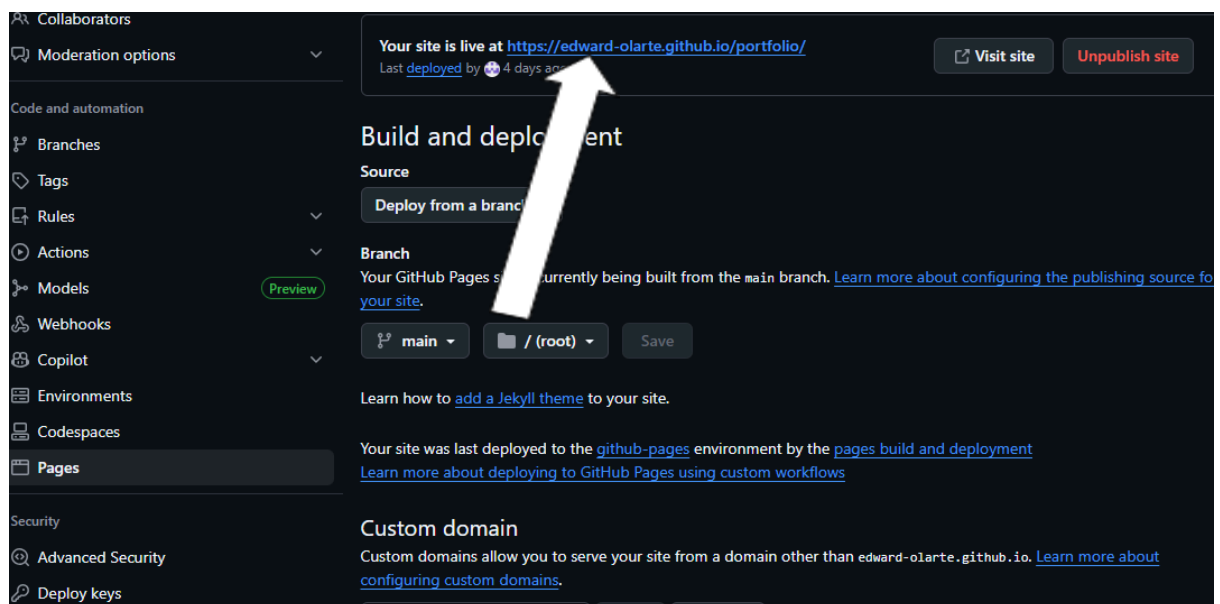 Collaborators
Moderation options
Code and automation
Branches
Tags
Rules
Actions
Models Preview
Webhooks
Copilot
Environments
Codespaces
Pages
Security
Advanced Security
Deploy keys
Your site is live at https://edward-olarte.github.io/portfolio/
Last deployed by 4 days
Visit site
Unpublish site
Build and
Source
Deploy from a
Branch
Your GitHub Pages currently being built from the main branch. Learn more about configuring the publishing source fo
your site.
main
/ (root)
Save
Learn how to add a Jekyll theme to your site.
Your site was last deployed to the github-pages environment by the pages build and deployment
Learn more about deploying to GitHub Pages using custom workflows
Custom domain
Custom domains allow you to serve your site from a domain other than edward-olarte.github.io. Learn more about
configuring custom domains.